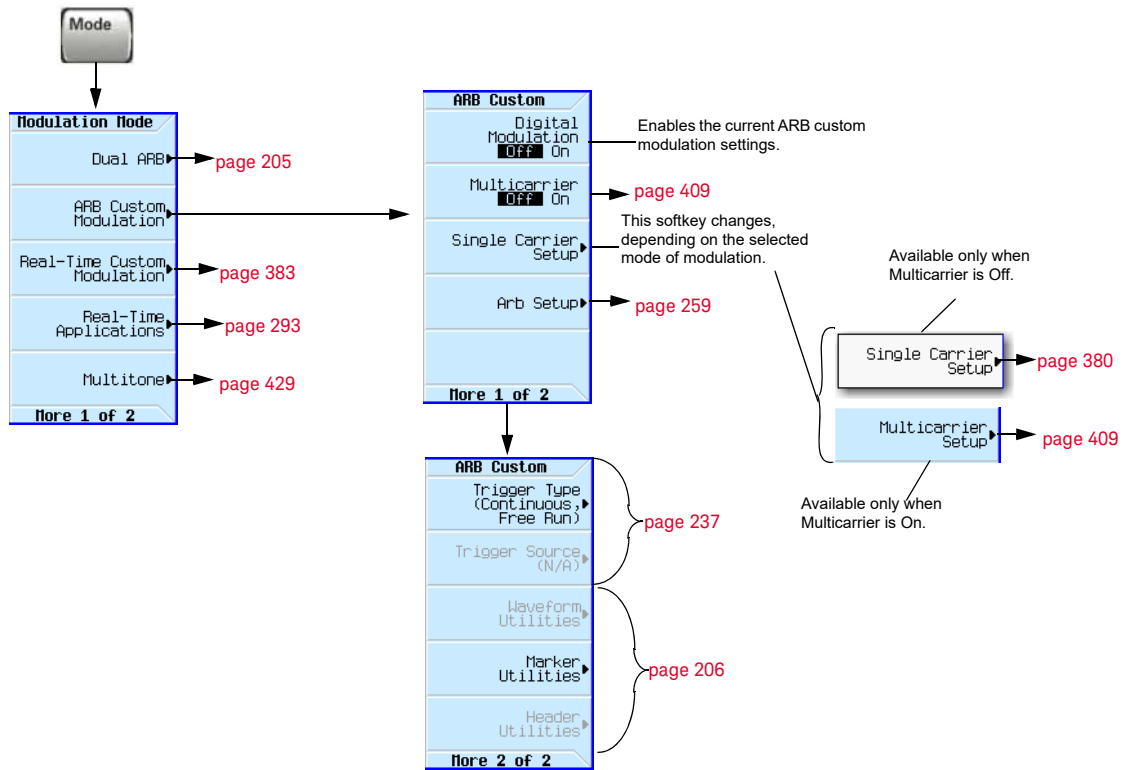 Mode
Modulation Mode
Dual ARB
page 205
ARB Custom
Modulation
Real-Time Custom
Modulation
page 383
Real-Time
Applications
page 293
Multitone
page 429
More 1 of 2
ARB Custom
Digital
Modulation
Off On
Enables the current ARB custom
modulation settings.
Multicarrier
Off On
page 409
Single Carrier
Setup
This softkey changes,
depending on the selected
mode of modulation.
Arb Setup
page 259
More 1 of 2
Available only when
Multicarrier is Off.
Single Carrier
Setup
page 380
Multicarrier
Setup
page 409
Available only when
Multicarrier is On.
ARB Custom
Trigger Type
(Continuous,
Free Run)
Trigger Source
(N/A)
page 237
Waveform
Utilities
Marker
Utilities
Header
Utilities
page 206
More 2 of 2